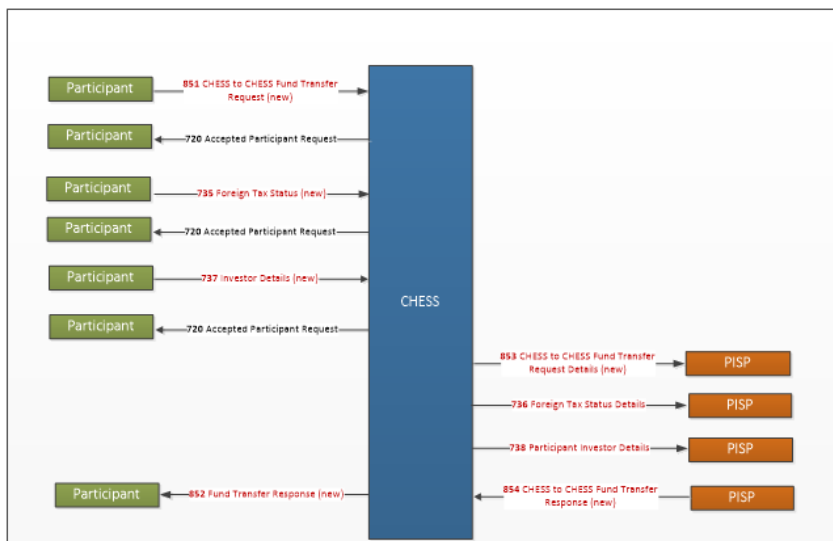 Participant
851 CHESS to CHESS Fund Transfer
Request (new)
Participant
720 Accepted Participant Request
Participant
735 Foreign Tax Status (new)
Participant
720 Accepted Participant Request
Participant
737 Investor Details (new)
CHESS
Participant
720 Accepted Participant Request
853 CHESS to CHESS Fund Transfer
Request Details (new)
PISP
736 Foreign Tax Status Details
PISP
738 Participant Investor Details
PISP
Participant
852 Fund Transfer Response (new)
854 CHESS to CHESS Fund Transfer
Response (new)
PISP